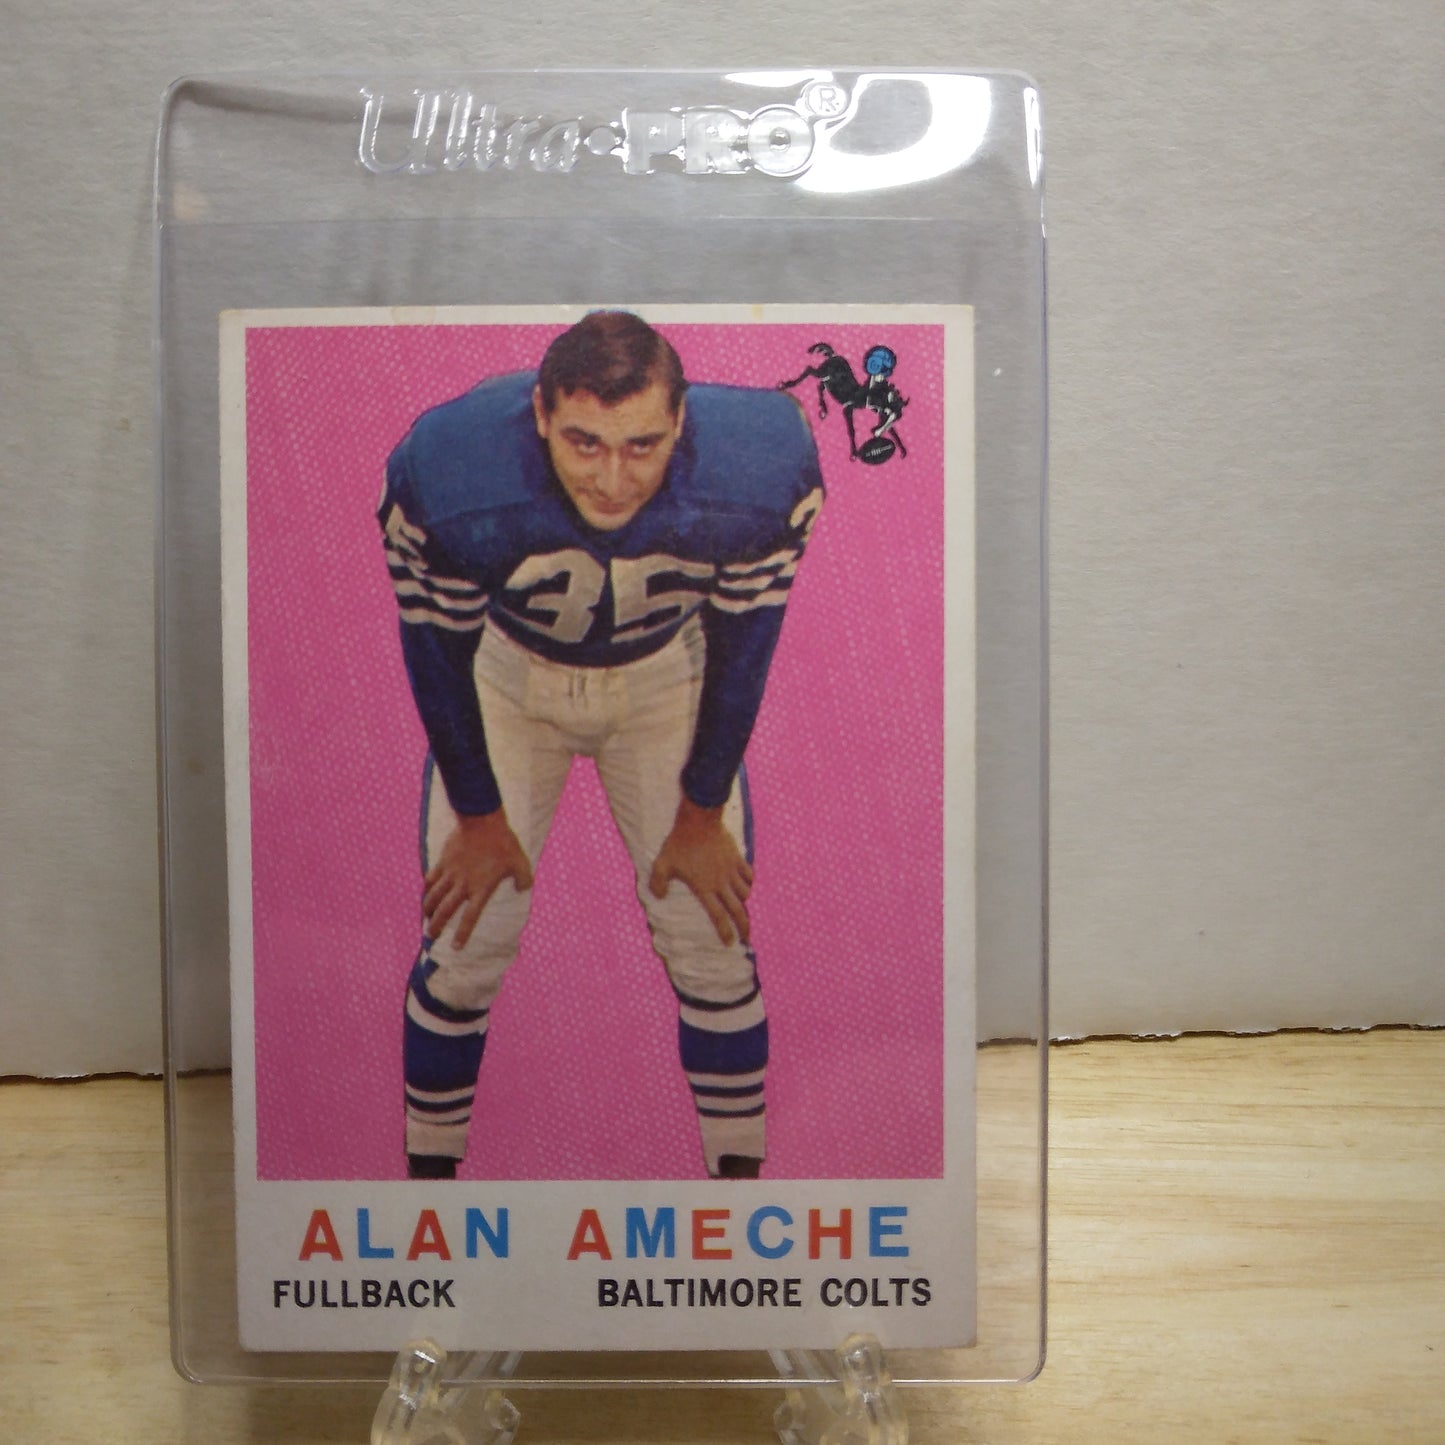 Ultra·PRO®
35
ALAN AMECHE
FULLBACK BALTIMORE COLTS